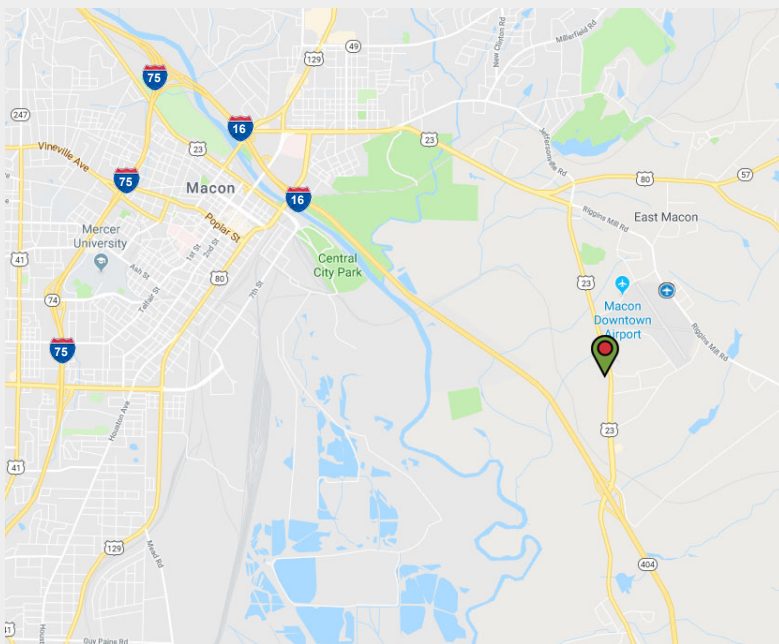 49
129
New Clinton Rd
Millerfield Rd
75
247
16
23
23
Jeffersonville Rd
Vineville Ave
75
Macon
80
57
16
Riggins Mill Rd
East Macon
Poplar St
Mercer
University
1st St
2nd St
41
Ash St
Central
City Park
80
7th St
23
74
Telfair St
Macon
Downtown
Airport
Riggins Mill Rd
75
Houston Ave
23
41
129
Mead Rd
404
41
Guy Paine Rd